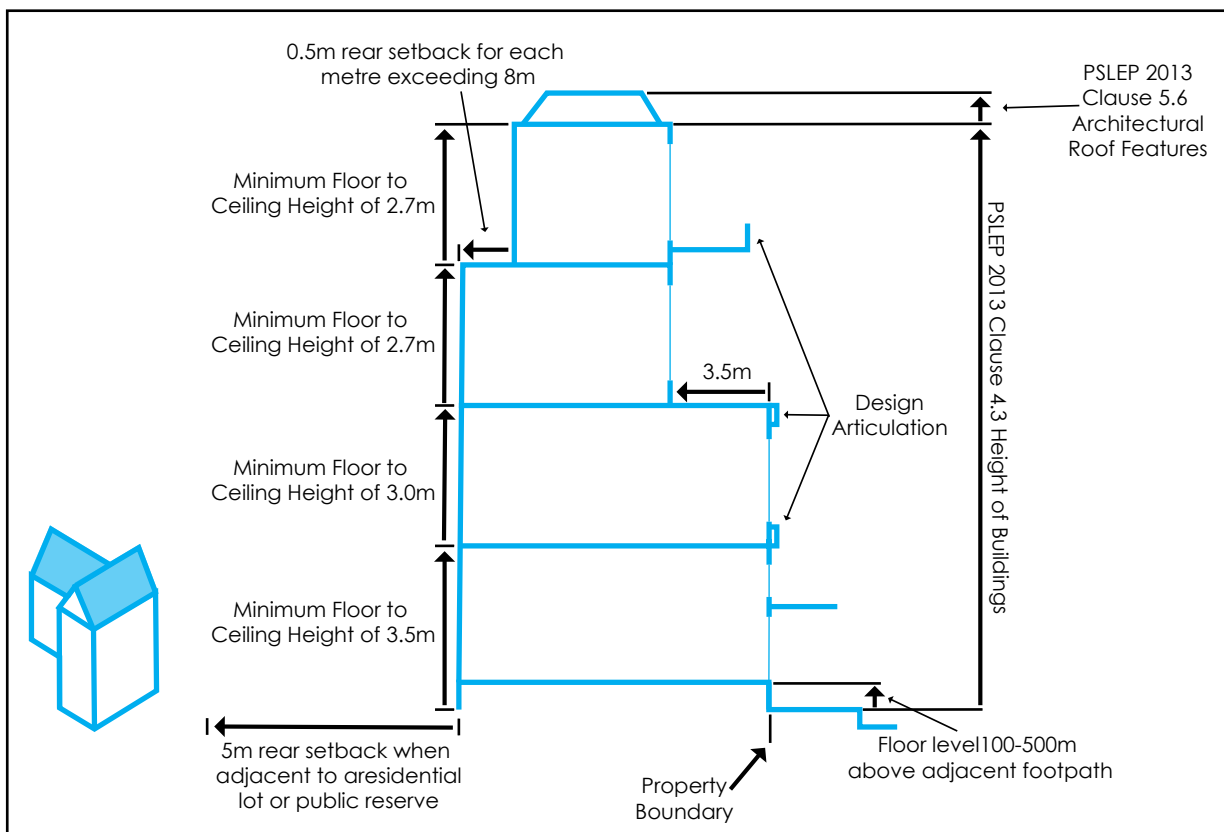 0.5m rear setback for each
metre exceeding 8m
PSLEP 2013
Clause 5.6
Architectural
Roof Features
Minimum Floor to
Ceiling Height of 2.7m
Minimum Floor to
Ceiling Height of 2.7m
3.5m
Design
Articulation
PSLEP 2013 Clause 4.3 Height of Buildings
Minimum Floor to
Ceiling Height of 3.0m
Minimum Floor to
Ceiling Height of 3.5m
5m rear setback when
adjacent to aresidential
lot or public reserve
Property
Boundary
Floor level100-500m
above adjacent footpath